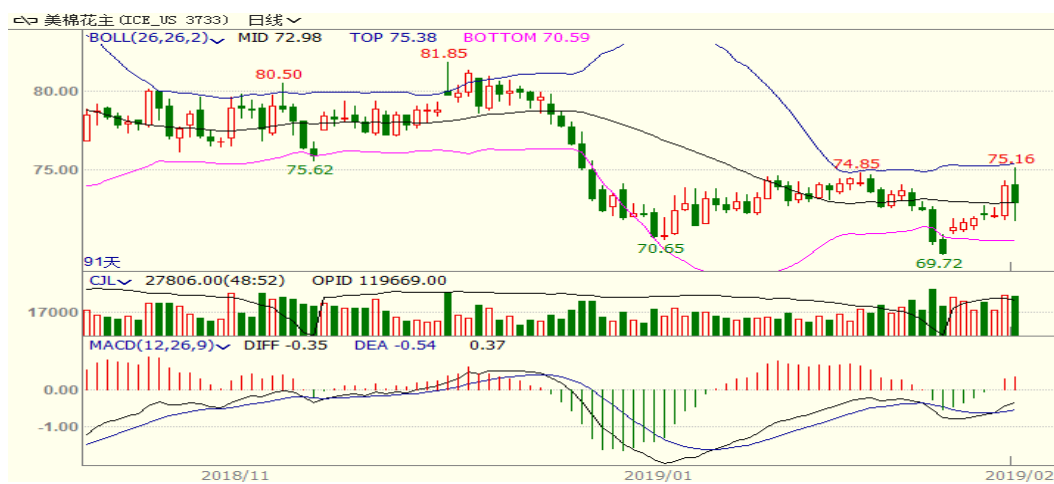 美棉花主(ICE_US 3733) 日线
BOLL(26,26,2) MID 72.98 TOP 75.38 BOTTOM 70.59
81.85
80.50
80.00
75.62
75.00
74.85
75.16
70.65
69.72
91天
CJL 27806.00(48:52) OPID 119669.00
17000
MACD(12,26,9) DIFF -0.35 DEA -0.54 0.37
0.00
-1.00
2018/11 2019/01 2019/02